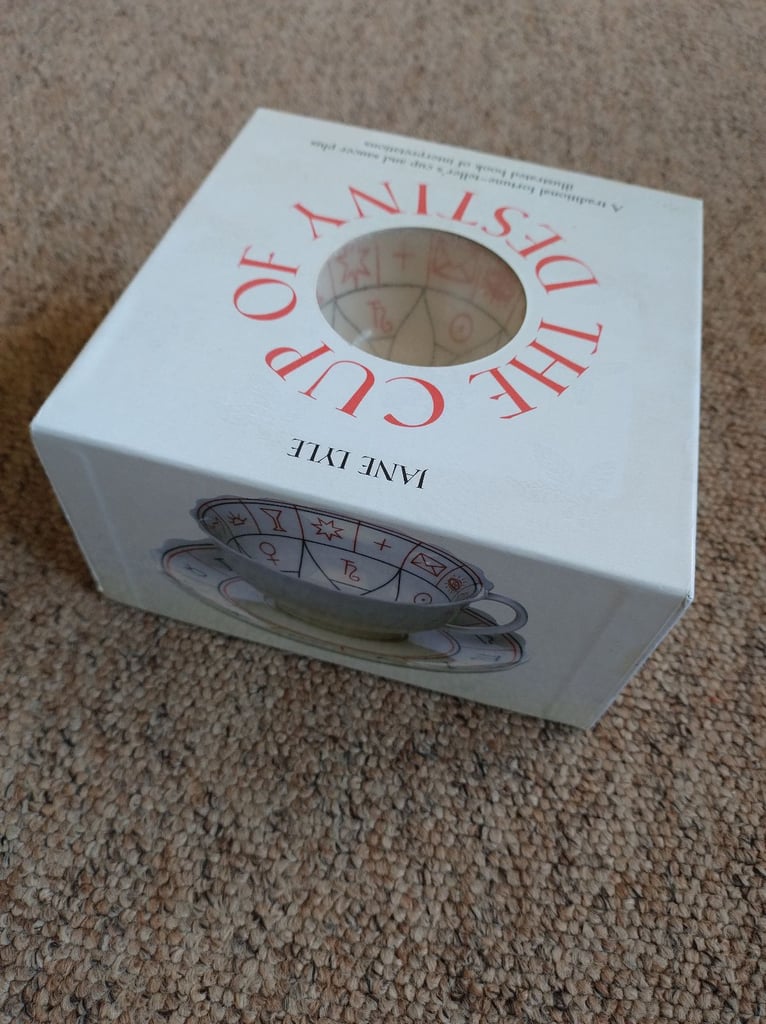 THE CUP OF DESTINY
A traditional fortune-teller's cup and saucer plus
illustrated book of interpretations
JANE LYLE